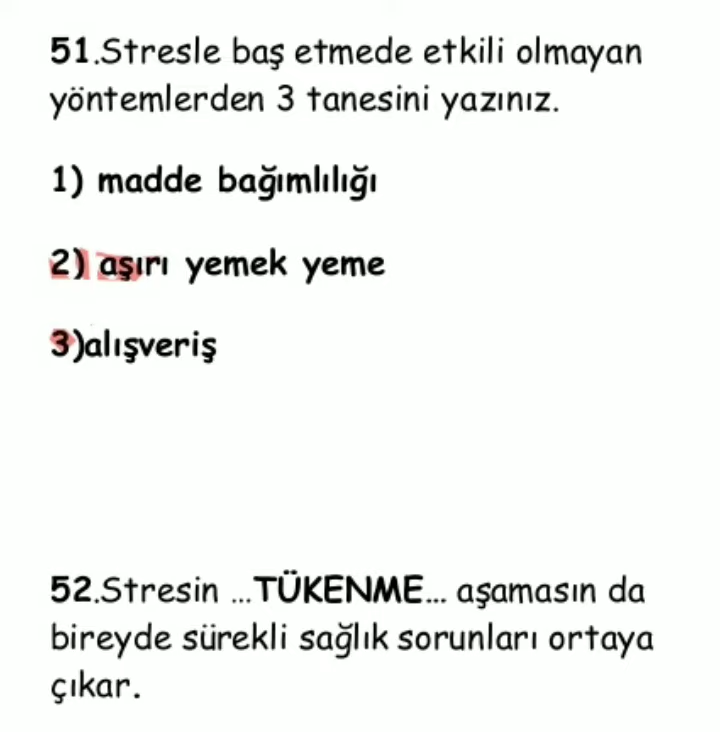 51.Stresle baş etmede etkili olmayan
yöntemlerden 3 tanesini yazınız.
1) madde bağımlılığı
2) aşırı yemek yeme
3)alışveriş
52.Stresin ...TÜKENME... aşamasın da
bireyde sürekli sağlık sorunları ortaya
çıkar.